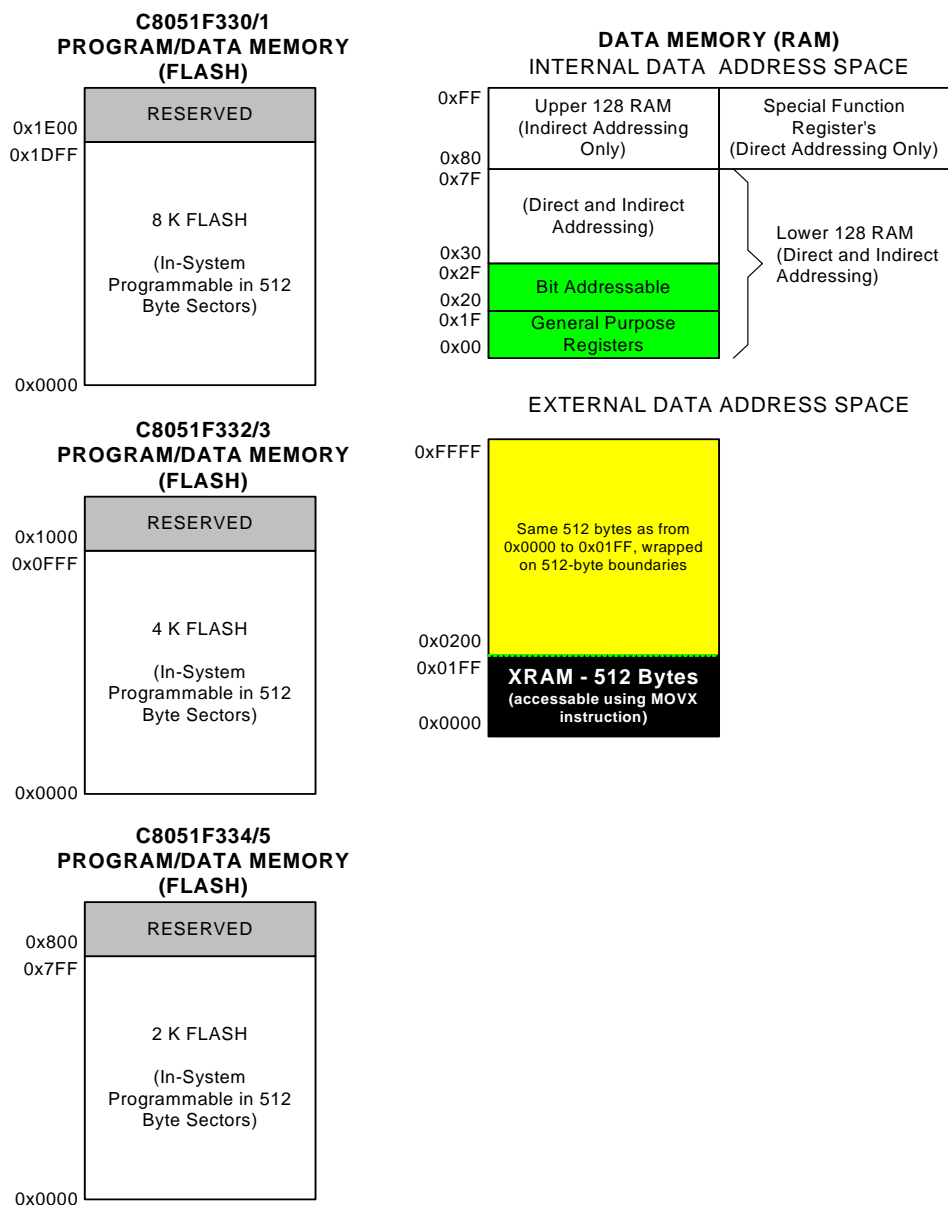 C8051F330/1
PROGRAM/DATA MEMORY
(FLASH)
RESERVED
0x1E00
0x1DFF
8 K FLASH
(In-System
Programmable in 512
Byte Sectors)
0x0000
C8051F332/3
PROGRAM/DATA MEMORY
(FLASH)
RESERVED
0x1000
0x0FFF
4 K FLASH
(In-System
Programmable in 512
Byte Sectors)
0x0000
C8051F334/5
PROGRAM/DATA MEMORY
(FLASH)
RESERVED
0x800
0x7FF
2 K FLASH
(In-System
Programmable in 512
Byte Sectors)
0x0000
DATA MEMORY (RAM)
INTERNAL DATA ADDRESS SPACE
0xFF
Upper 128 RAM
(Indirect Addressing
Only)
Special Function
Register's
(Direct Addressing Only)
0x80
0x7F
(Direct and Indirect
Addressing)
Lower 128 RAM
(Direct and Indirect
Addressing)
0x30
0x2F
Bit Addressable
0x20
0x1F
General Purpose
Registers
0x00
EXTERNAL DATA ADDRESS SPACE
0xFFFF
Same 512 bytes as from
0x0000 to 0x01FF, wrapped
on 512-byte boundaries
0x0200
0x01FF
XRAM - 512 Bytes
(accessable using MOVX
instruction)
0x0000